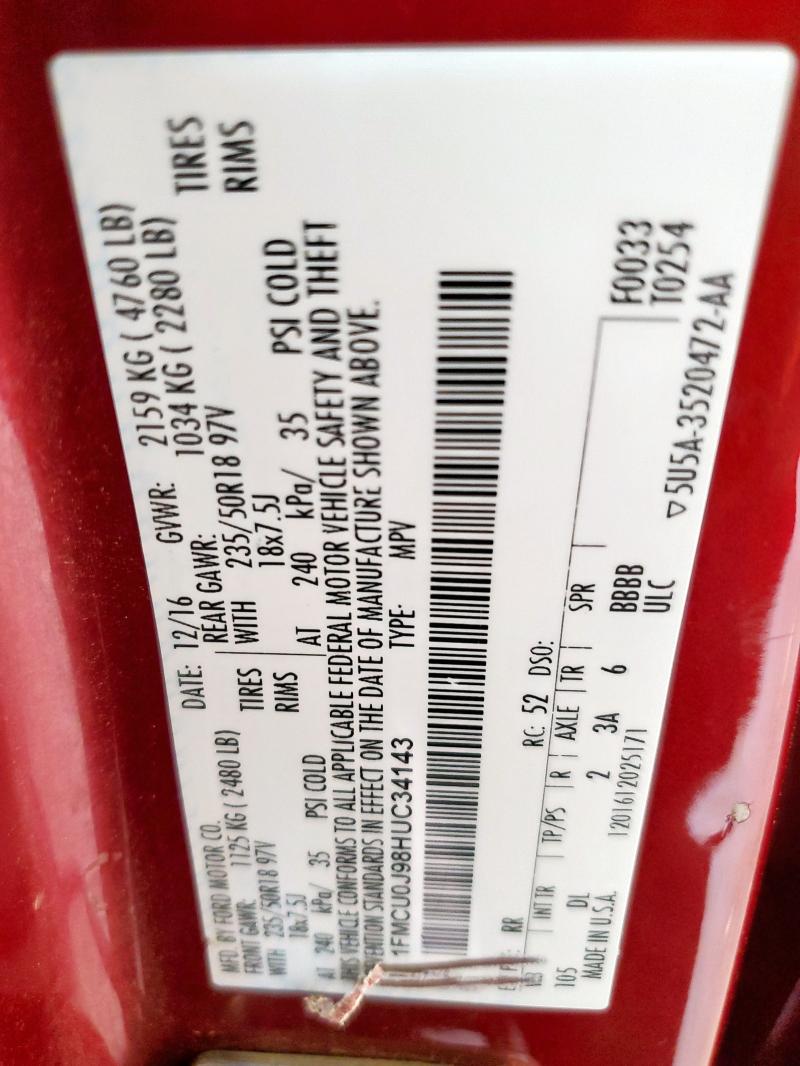 MFD. BY FORD MOTOR CO.
DATE: 12/16 GVWR: 2159 KG ( 4760 LB)
FRONT GAWR: 1125 KG ( 2480 LB)
REAR GAWR: 1034 KG ( 2280 LB)
WITH 235/50R18 97V TIRES
WITH 235/50R18 97V TIRES
18x7.5J RIMS
18x7.5J RIMS
AT 240 kPa/ 35 PSI COLD
AT 240 kPa/ 35 PSI COLD
THIS VEHICLE CONFORMS TO ALL APPLICABLE FEDERAL MOTOR VEHICLE SAFETY AND THEFT
PREVENTION STANDARDS IN EFFECT ON THE DATE OF MANUFACTURE SHOWN ABOVE.
1FMCU0J98HUC34143 TYPE: MPV
RR RC: 52 DSO:
INT TR TP/PS R AXLE TR SPR
105 DL 2 3A 6 BBBB F0033
MADE IN U.S.A. 1201612025171 ULC T0254
▽5U5A-3520472-AA